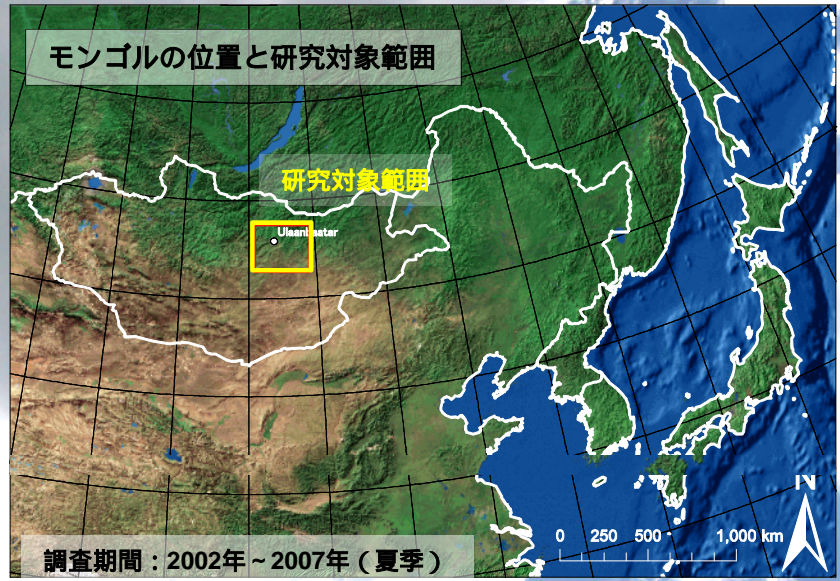 モンゴルの位置と研究対象範囲
研究対象範囲
Ulaanbaatar
N
0 250 500 1,000 km
調査期間：2002年~2007年（夏季）